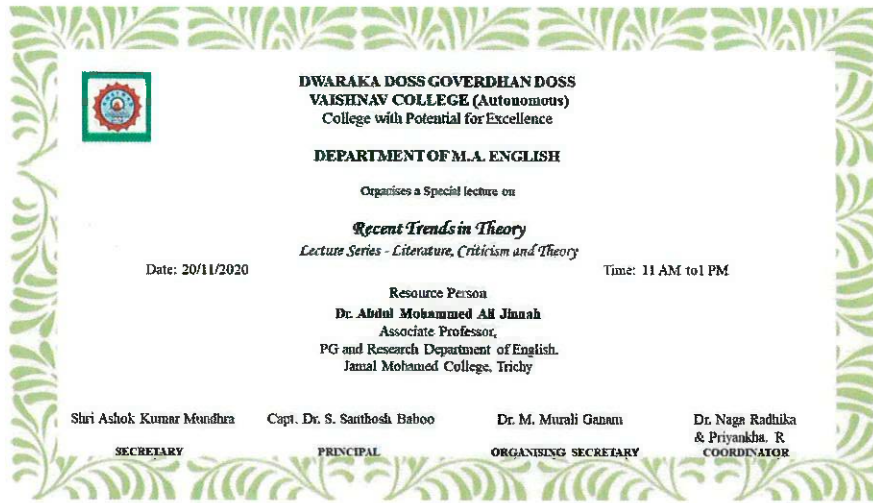 DWARAKA DOSS GOVERDHAN DOSS
VAISHNAV COLLEGE (Autonomous)
College with Potential for Excellence
DEPARTMENT OF M.A. ENGLISH
Organises a Special lecture on
Recent Trends in Theory
Lecture Series - Literature, Criticism and Theory
Date: 20/11/2020 Time: 11 AM to1 PM
Resource Person
Dr. Abdul Mohammed Ali Jinnah
Associate Professor,
PG and Research Department of English.
Jamal Mohamed College, Trichy
Shri Ashok Kumar Mundhra Capt. Dr. S. Santhosh Baboo Dr. M. Murali Ganam Dr. Naga Radhika
& Priyankha. R
SECRETARY PRINCIPAL ORGANISING SECRETARY COORDINATOR